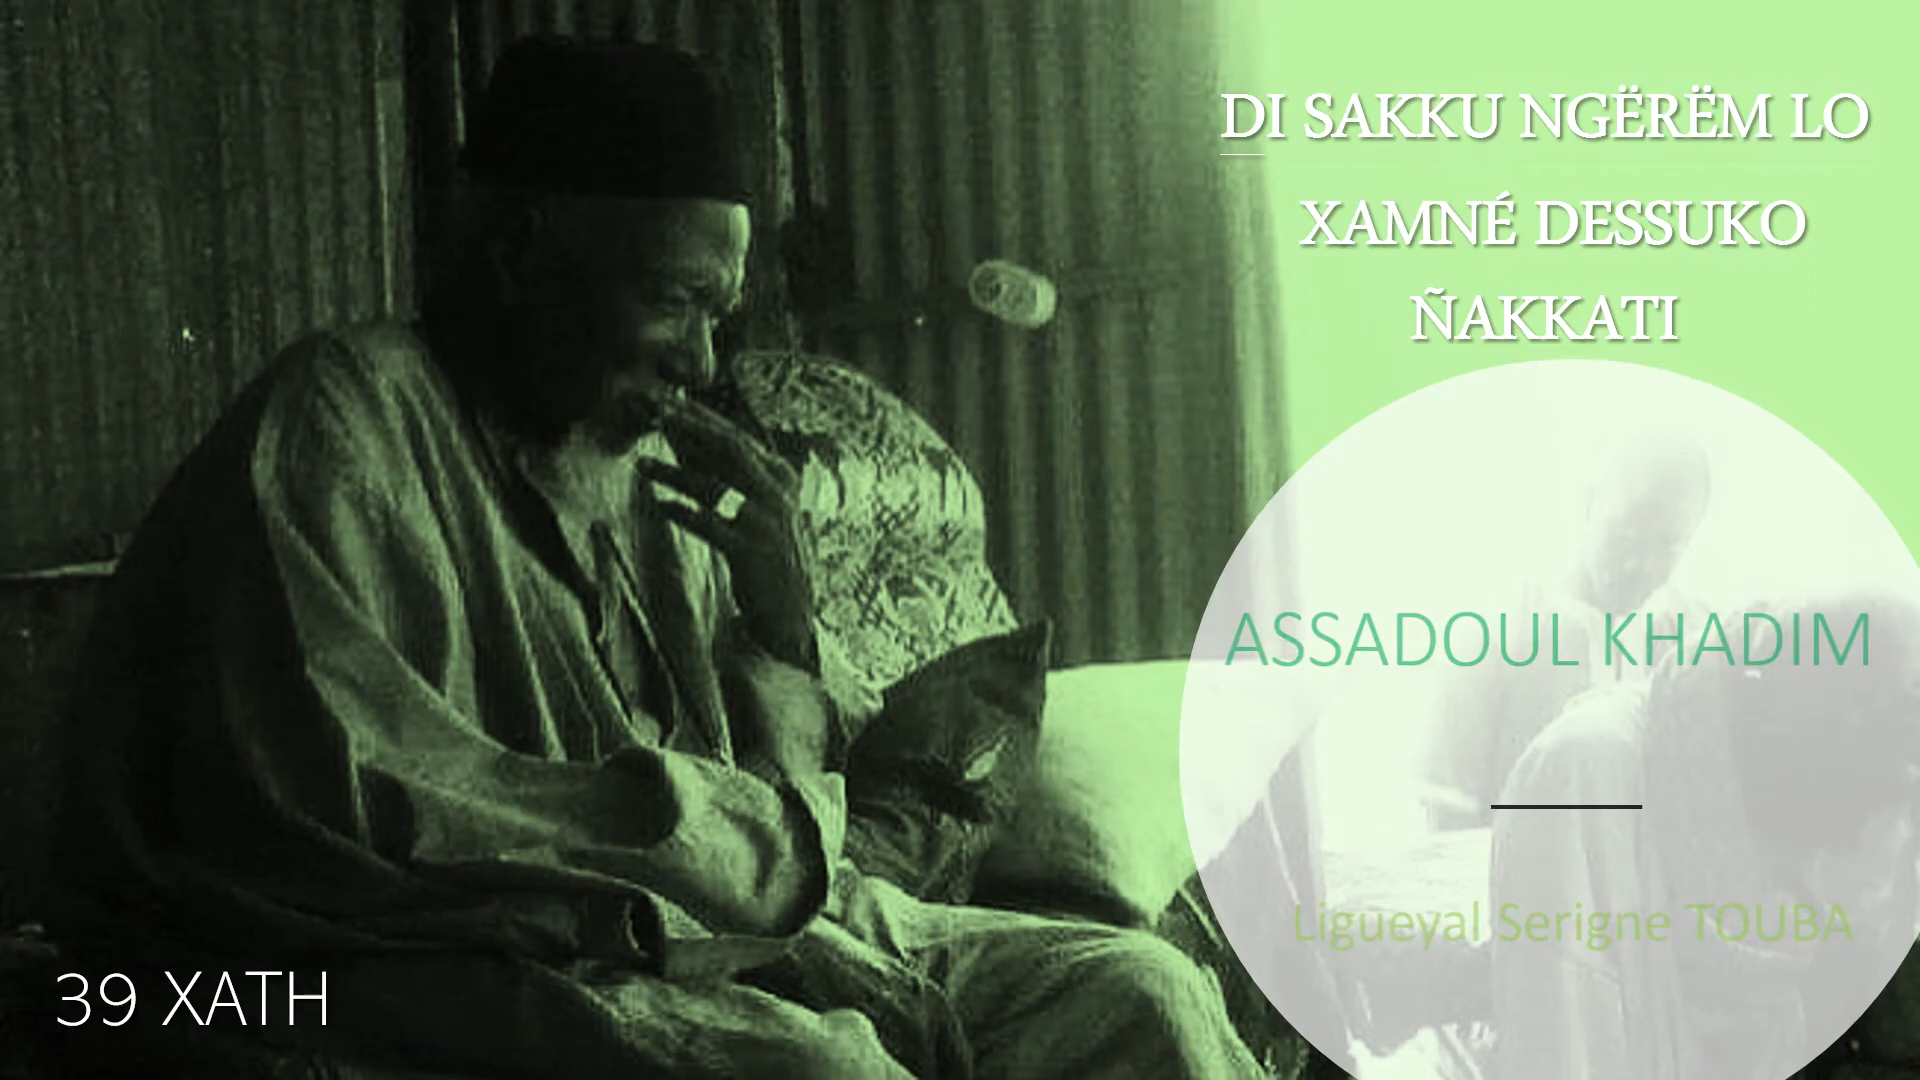 DI SAKKU NGËRËM LO
XAMNÉ DESSUKO
ÑAKKATI
ASSADOUL KHADIM
Ligueyal Serigne TOUBA
39 XATH